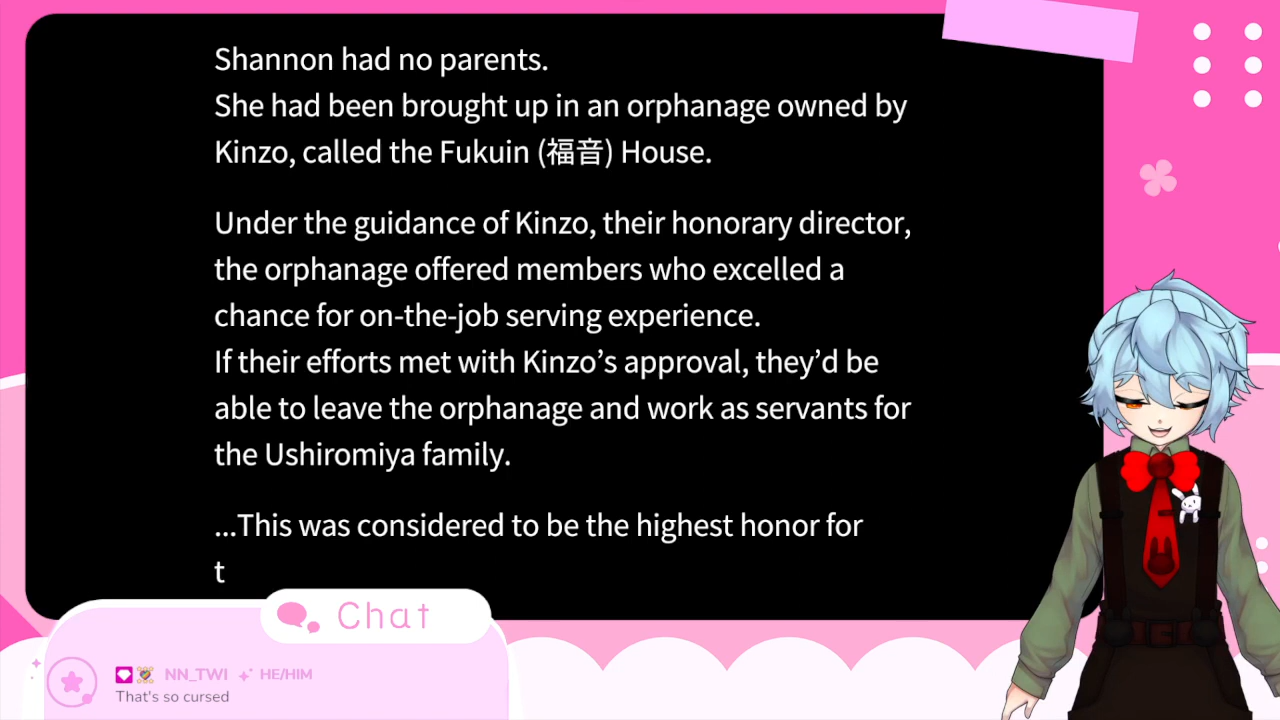 Shannon had no parents.
She had been brought up in an orphanage owned by
Kinzo, called the Fukuin (福音) House.
Under the guidance of Kinzo, their honorary director,
the orphanage offered members who excelled a
chance for on-the-job serving experience.
If their efforts met with Kinzo’s approval, they’d be
able to leave the orphanage and work as servants for
the Ushiromiya family.
...This was considered to be the highest honor for
t
Chat
NN_TWI HE/HIM
That's so cursed